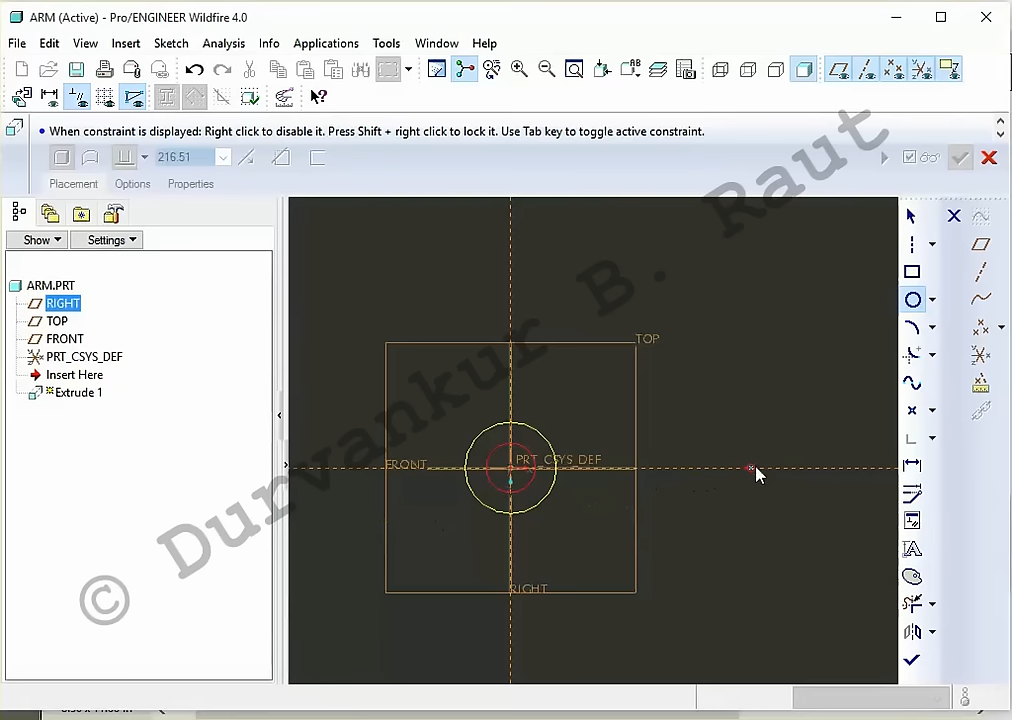 ARM (Active) - Pro/ENGINEER Wildfire 4.0
File Edit View Insert Sketch Analysis Info Applications Tools Window Help
• When constraint is displayed: Right click to disable it. Press Shift + right click to lock it. Use Tab key to toggle active constraint.
216.51
Placement Options Properties
Show Settings
ARM.PRT
RIGHT
TOP
FRONT
PRT_CSYS_DEF
Insert Here
Extrude 1
TOP
PRT_CSYS_DEF
FRONT
RIGHT
© Durvankur B. Raut